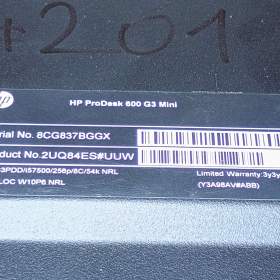 #201
hp
HP ProDesk 600 G3 Mini
rial No. 8CG837BGGX
duct No.2UQ84ES#UUW
3PDD/i57500/256p/8C/54k NRL
LOC W10P6 NRL
Limited Warranty:3y3y
(Y3A98AV#ABB)